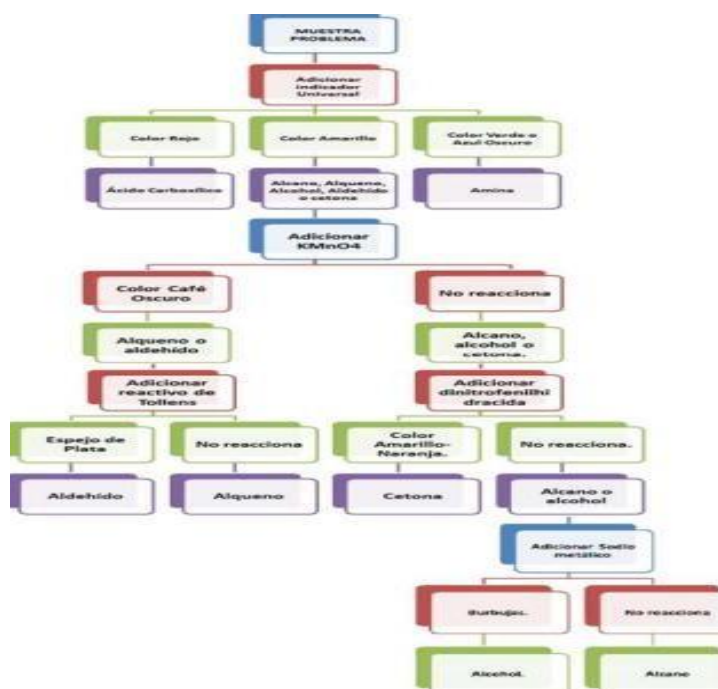 MUESTRA
PROBLEMA
Adicionar
indicador
Universal
Color Rojo
Color Amarillo
Color Verde o
Azul Oscuro
Ácido Carboxílico
Alcano, Alqueno,
Alcohol, Aldehído
o cetona
Amina
Adicionar
KMnO4
Color Café
Oscuro
No reacciona
Alqueno o
aldehído
Alcano,
alcohol o
cetona.
Adicionar
reactivo de
Tollens
Adicionar
dinitrofenilhi
dracida
Espejo de
Plata
No reacciona
Color
Amarillo-
Naranja.
No reacciona.
Aldehído
Alqueno
Cetona
Alcano o
alcohol
Adicionar Sodio
metálico
Burbujas.
No reacciona
Alcohol.
Alcano